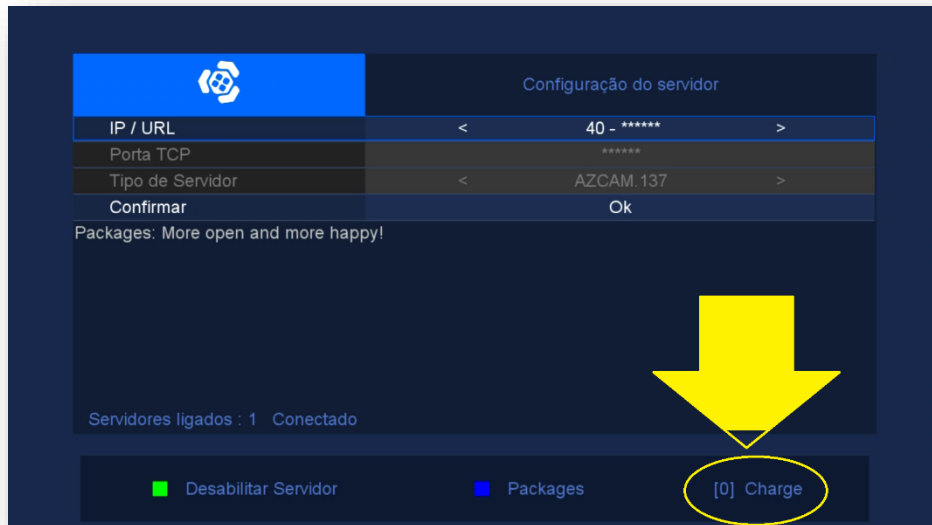 Configuração do servidor
IP / URL < 40 - ****** >
Porta TCP ******
Tipo de Servidor < AZCAM.137 >
Confirmar Ok
Packages: More open and more happy!
Servidores ligados : 1 Conectado
Desabilitar Servidor Packages [0] Charge